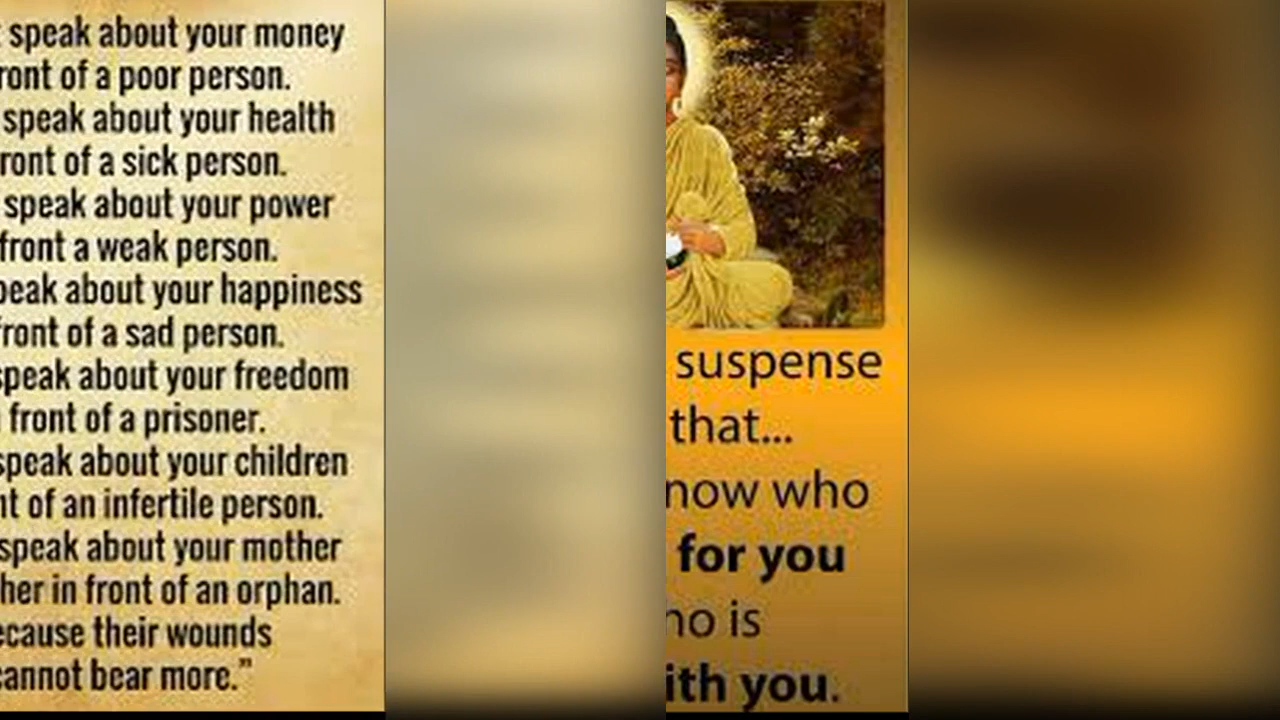 speak about your money
ront of a poor person.
speak about your health
ront of a sick person.
speak about your power
front a weak person.
peak about your happiness
front of a sad person.
speak about your freedom
front of a prisoner.
speak about your children
nt of an infertile person.
speak about your mother
her in front of an orphan.
ecause their wounds
cannot bear more.”
suspense
that...
now who
for you
ho is
ith you.